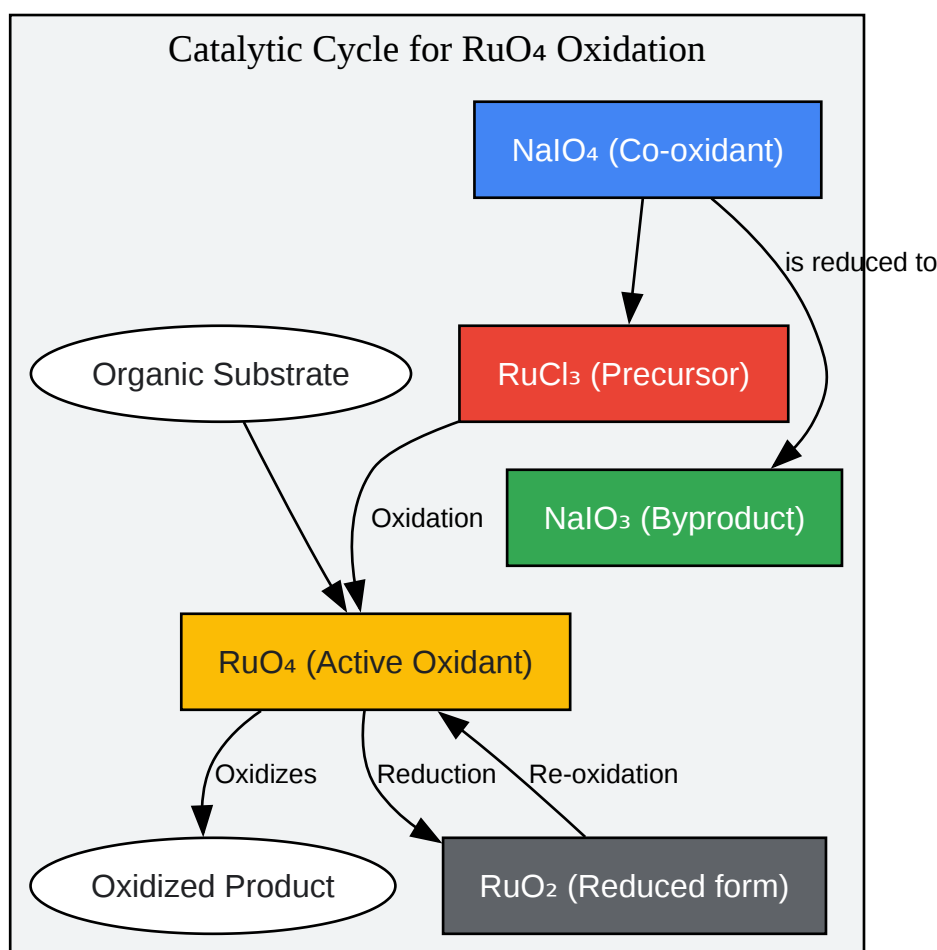 Catalytic Cycle for RuO₄ Oxidation
NaIO₄ (Co-oxidant)
is reduced to
Organic Substrate
RuCl₃ (Precursor)
Oxidation
NaIO₃ (Byproduct)
RuO₄ (Active Oxidant)
Oxidizes
Reduction
Re-oxidation
Oxidized Product
RuO₂ (Reduced form)